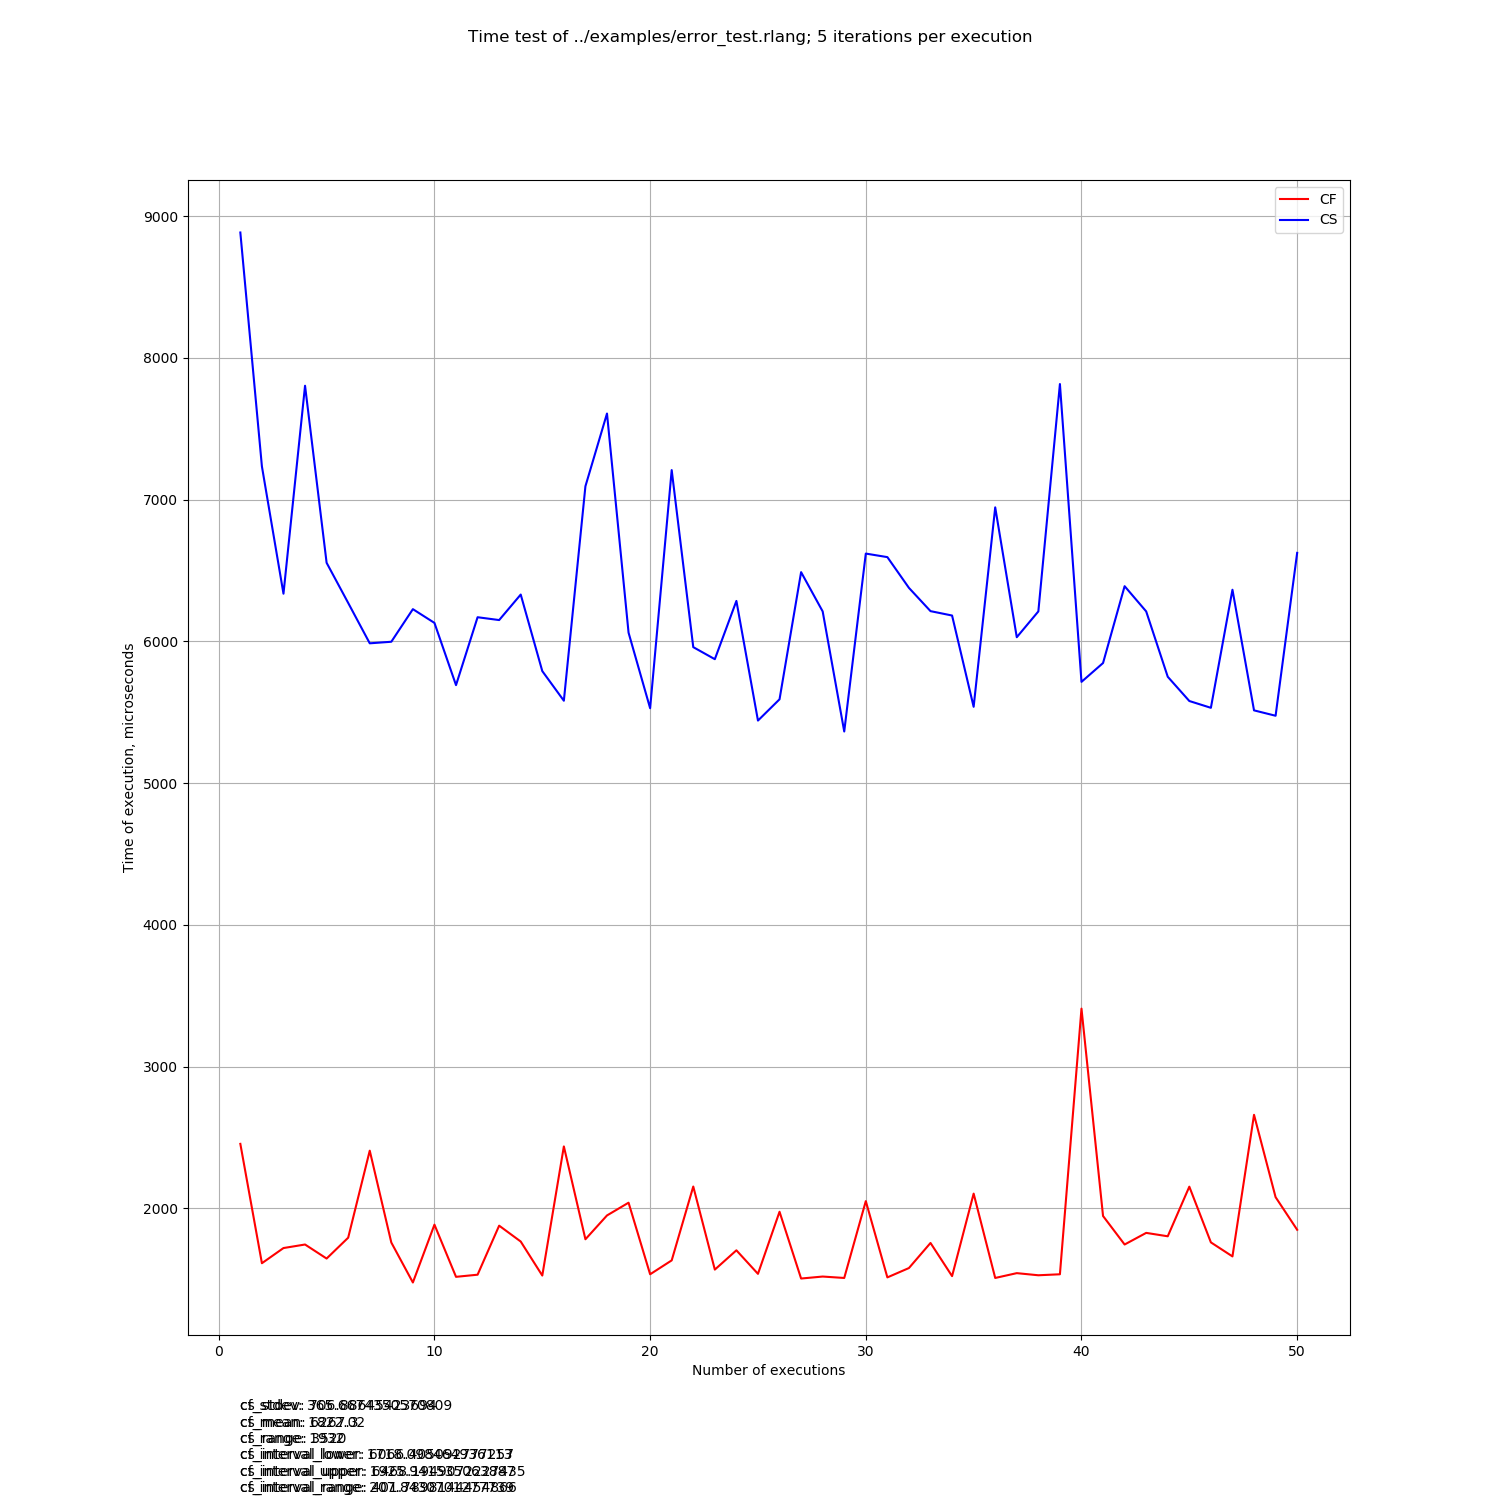 Time test of ../examples/error_test.rlang; 5 iterations per execution
CF
CS
9000
8000
7000
6000
5000
4000
3000
2000
Time of execution, microseconds
0 10 20 30 40 50
Number of executions